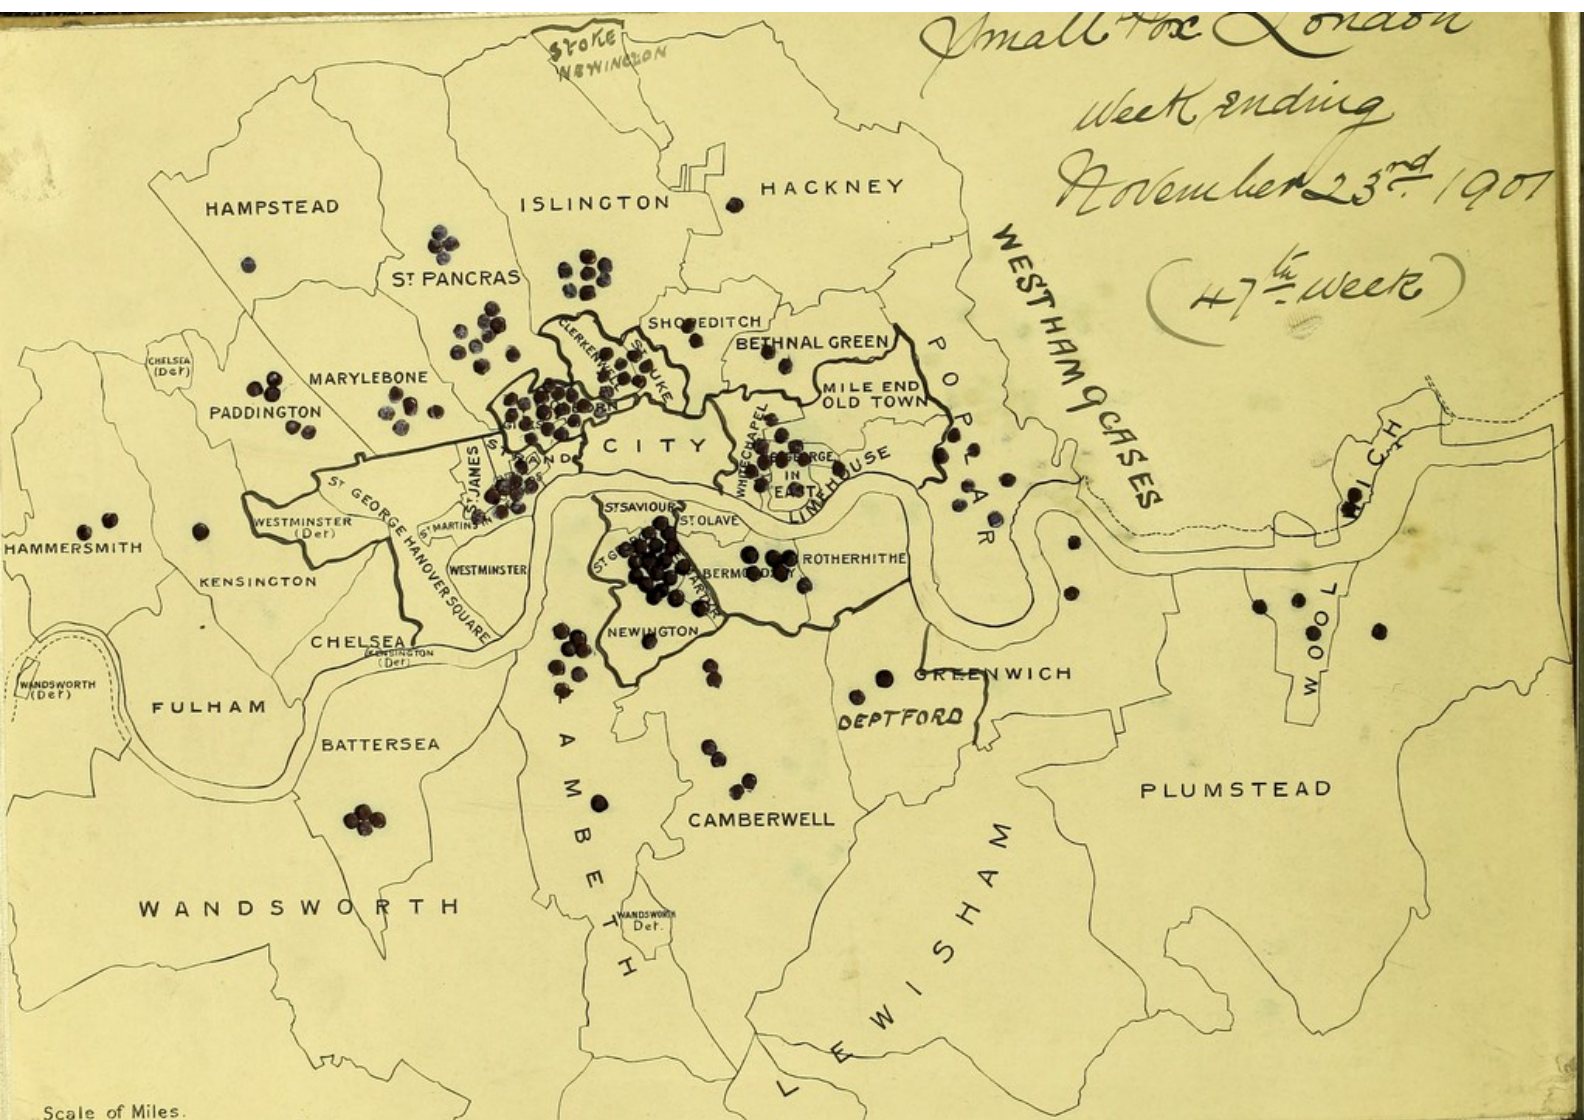 Small Pox London
Week ending
November 23rd. 1901
(47th Week)
STOKE
NEWINGTON
HAMPSTEAD
ISLINGTON
HACKNEY
ST PANCRAS
WEST HAM 9 CASES
CLERKENWELL
ST LUKE
SHOREDITCH
BETHNAL GREEN
POPLAR
CHELSEA
(Det)
MARYLEBONE
PADDINGTON
MILE END
OLD TOWN
CITY
WHITECHAPEL
ST GEORGE
IN
EAST
LIMEHOUSE
STRAND
ST JAMES
ST MARTINS
ST GEORGE HANOVER SQUARE
WESTMINSTER
(Det)
WESTMINSTER
ST SAVIOUR
ST OLAVE
HAMMERSMITH
KENSINGTON
BERMONDSEY
ROTHERHITHE
NEWINGTON
CHELSEA
KENSINGTON
(Det)
WANDSWORTH
(Det)
FULHAM
BATTERSEA
LAMBETH
CAMBERWELL
DEPTFORD
GREENWICH
WOOLWICH
PLUMSTEAD
WANDSWORTH
WANDSWORTH
Det.
LEWISHAM
Scale of Miles.